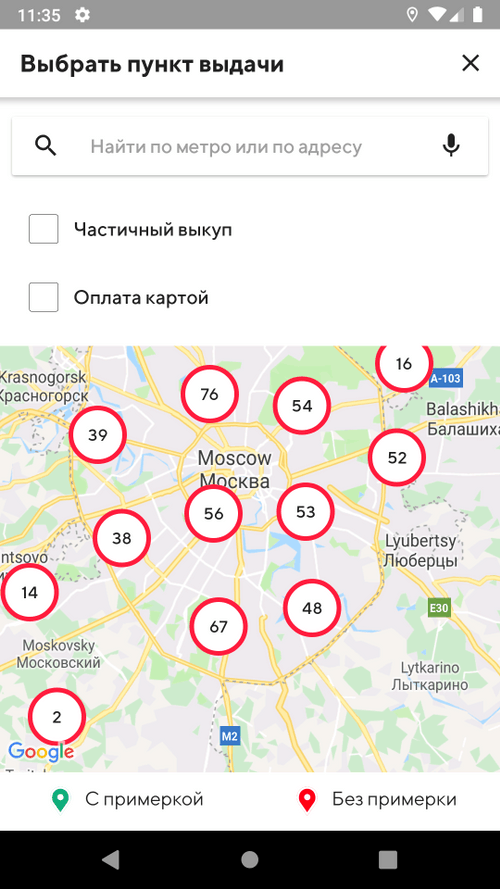 11:35
Выбрать пункт выдачи
Найти по метро или по адресу
Частичный выкуп
Оплата картой
16
Krasnogorsk
Красногорск
76
A-103
54
Balashikha
Балашиха
39
Moscow
Москва
52
56
53
38
Lyubertsy
Люберцы
ntsovo
14
48
E30
67
Moskovsky
Московский
Lytkarino
Лыткарино
2
M2
Google
С примеркой
Без примерки